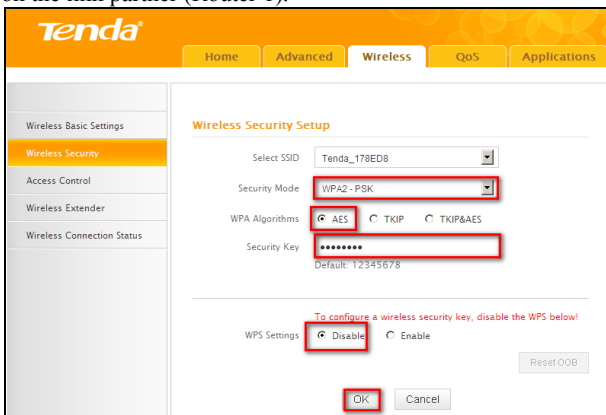 on the link partner (Router 1).
Tenda
Home Advanced Wireless QoS Applications
Wireless Basic Settings
Wireless Security
Access Control
Wireless Extender
Wireless Connection Status
Wireless Security Setup
Select SSID Tenda_178ED8
Security Mode WPA2 - PSK
WPA Algorithms AES TKIP TKIP&AES
Security Key ••••••••
Default: 12345678
To configure a wireless security key, disable the WPS below!
WPS Settings Disable Enable
Reset OOB
OK Cancel